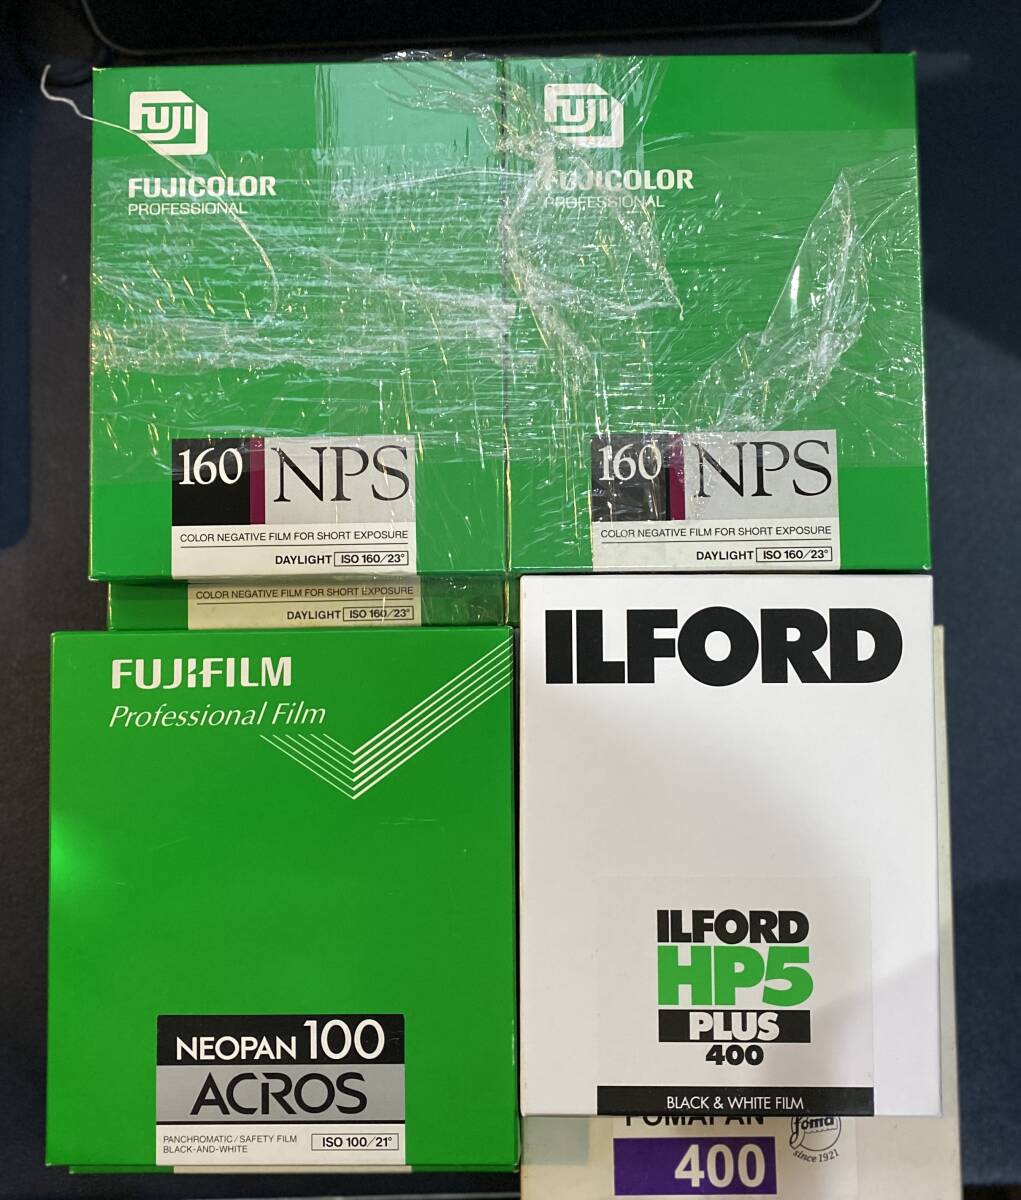 FUJI
FUJICOLOR
PROFESSIONAL
160 NPS
COLOR NEGATIVE FILM FOR SHORT EXPOSURE
DAYLIGHT ISO 160/23°
FUJI
FUJICOLOR
PROFESSIONAL
160 NPS
COLOR NEGATIVE FILM FOR SHORT EXPOSURE
DAYLIGHT ISO 160/23°
COLOR NEGATIVE FILM FOR SHORT EXPOSURE
DAYLIGHT ISO 160/23°
FUJIFILM
Professional Film
NEOPAN 100
ACROS
PANCHROMATIC/SAFETY FILM
BLACK-AND-WHITE
ISO 100/21°
ILFORD
ILFORD
HP5
PLUS
400
BLACK & WHITE FILM
FOMAPAN
400
foma
since 1921